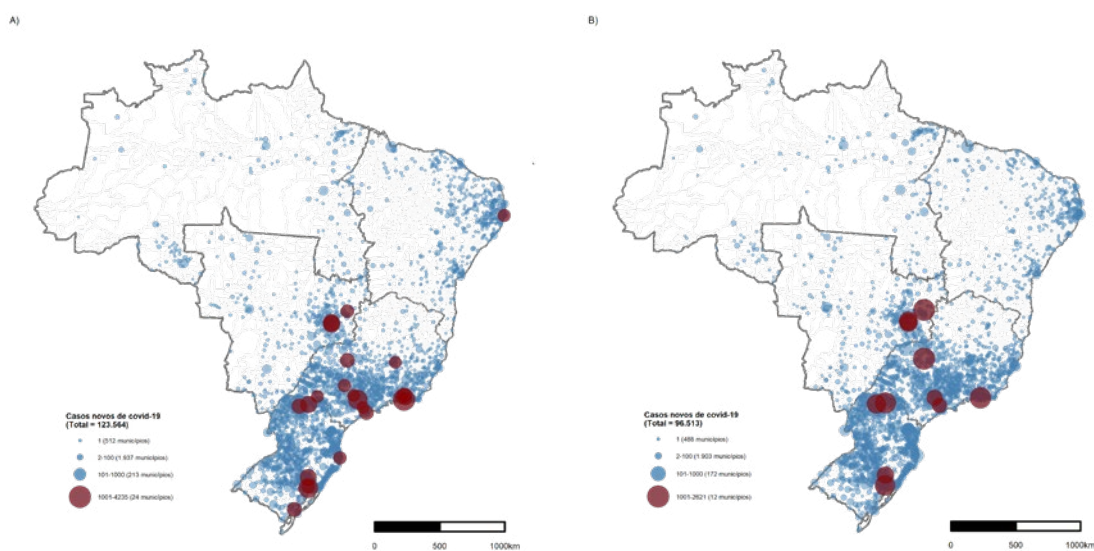 A)
Casos novos de covid-19
(Total = 123.564)
1 (512 municípios)
2-100 (1.937 municípios)
101-1000 (213 municípios)
1001-4235 (24 municípios)
0 500 1000km
B)
Casos novos de covid-19
(Total = 96.513)
1 (486 municípios)
2-100 (1.903 municípios)
101-1000 (172 municípios)
1001-2621 (12 municípios)
0 500 1000km